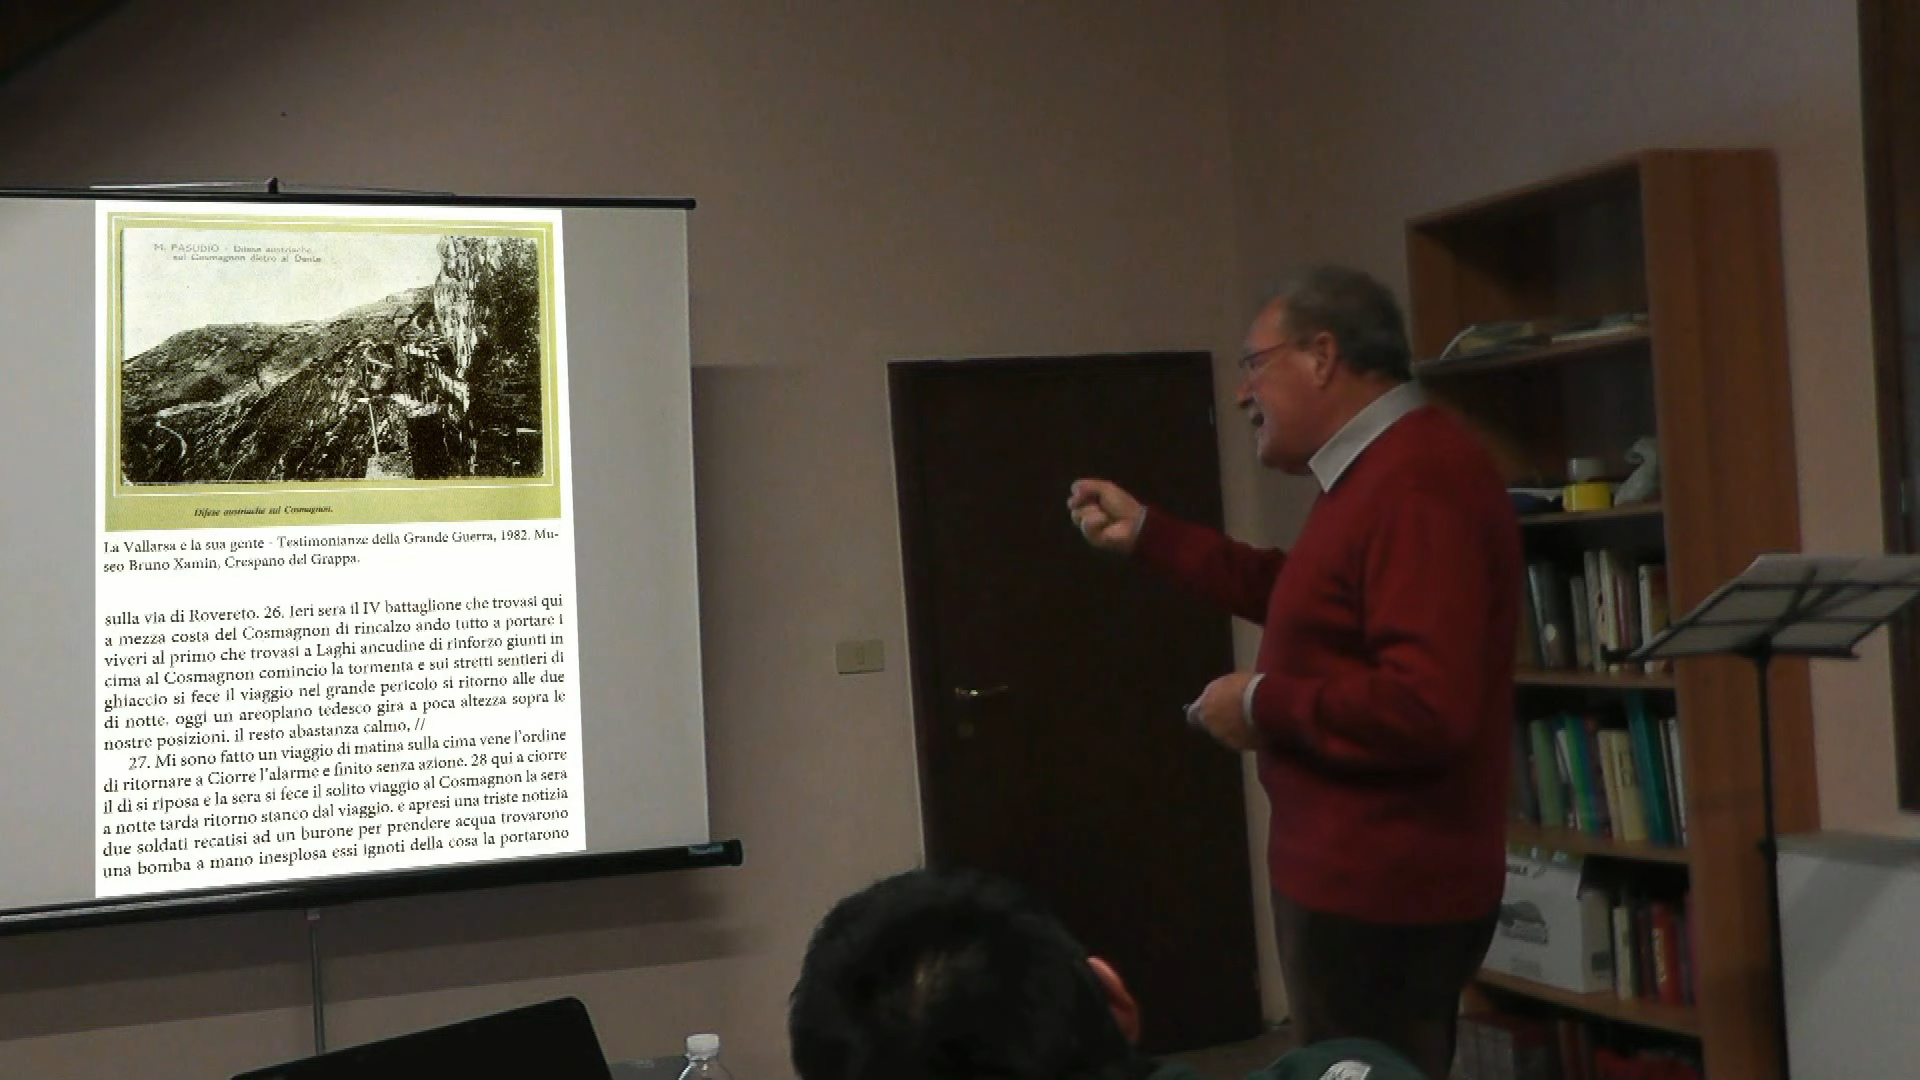 M. PASUDIO - Difese austriache
sul Cosmagnon dietro al Dente
Difese austriache sul Cosmagnon.
La Vallarsa e la sua gente - Testimonianze della Grande Guerra, 1982. Mu-
seo Bruno Xamin, Crespano del Grappa.
sulla via di Rovereto. 26. Ieri sera il IV battaglione che trovasi qui
a mezza costa del Cosmagnon di rincalzo ando tutto a portare i
viveri al primo che trovasi a Laghi ancudine di rinforzo giunti in
cima al Cosmagnon comincio la tormenta e sui stretti sentieri di
ghiaccio si fece il viaggio nel grande pericolo si ritorno alle due
di notte. oggi un areoplano tedesco gira a poca altezza sopra le
nostre posizioni. il resto abastanza calmo, //
27. Mi sono fatto un viaggio di matina sulla cima vene l'ordine
di ritornare a Ciorre l'alarme e finito senza azione. 28 qui a ciorre
il dì si riposa e la sera si fece il solito viaggio al Cosmagnon la sera
a notte tarda ritorno stanco dal viaggio. e apresi una triste notizia
due soldati recatisi ad un burone per prendere acqua trovarono
una bomba a mano inesplosa essi ignoti della cosa la portarono